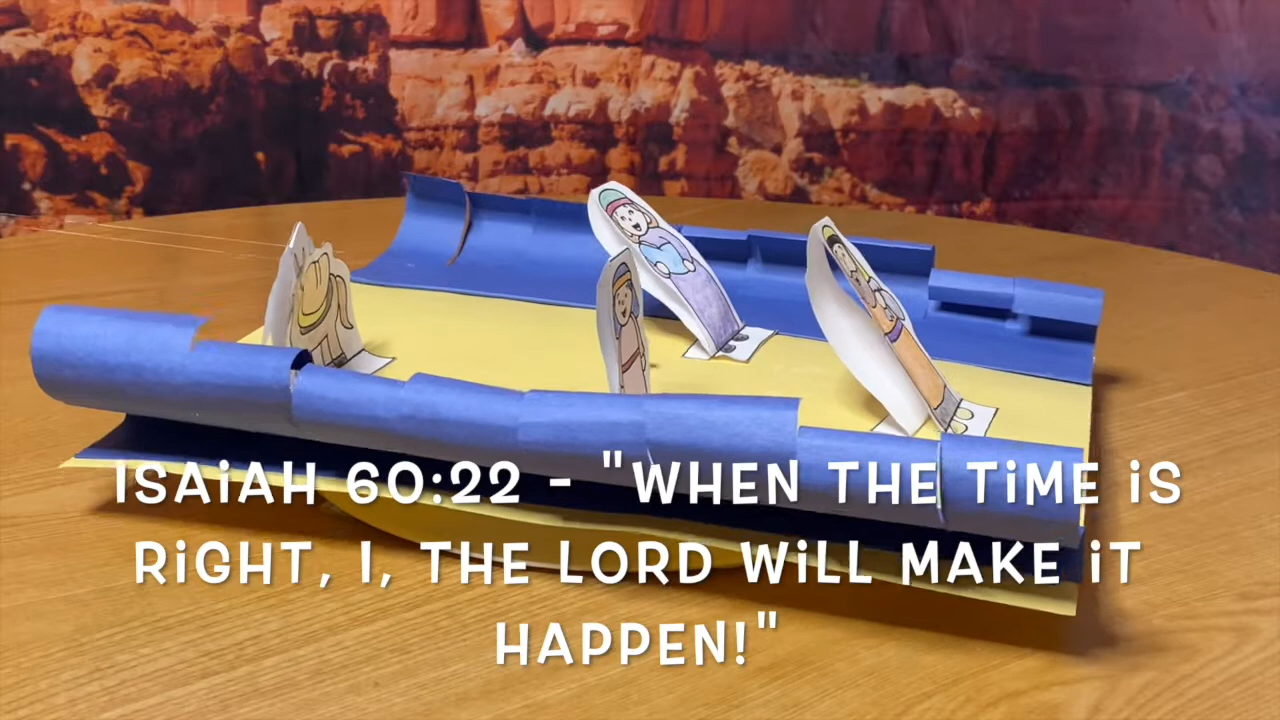 ISAiAH 60:22 - "WHEN THE TiME iS
RiGHT, I, THE LORD WiLL MAKE iT
HAPPEN!"